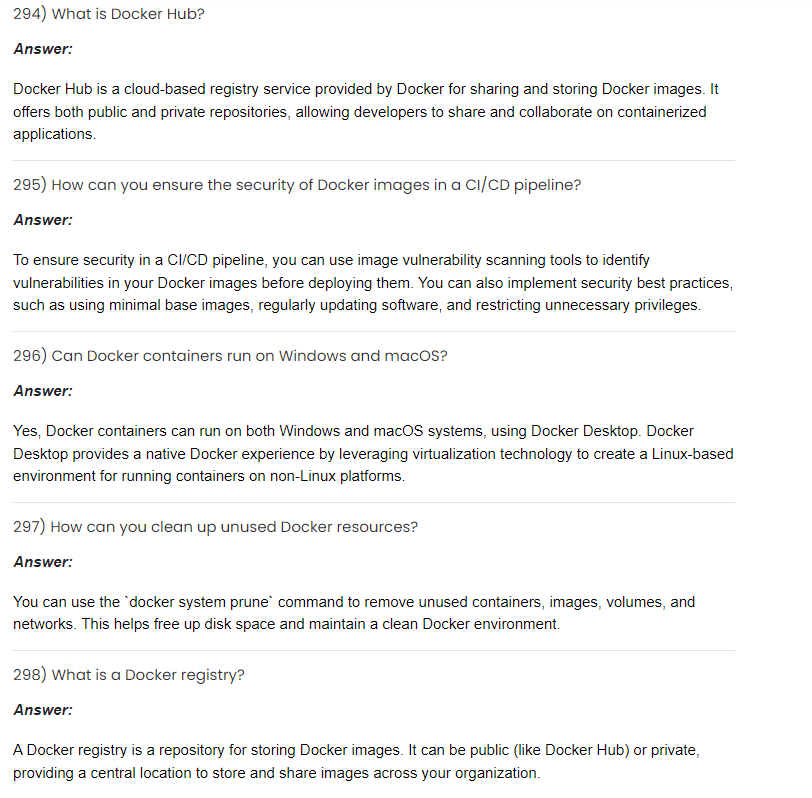 294) What is Docker Hub?
Answer:
Docker Hub is a cloud-based registry service provided by Docker for sharing and storing Docker images. It
offers both public and private repositories, allowing developers to share and collaborate on containerized
applications.
295) How can you ensure the security of Docker images in a CI/CD pipeline?
Answer:
To ensure security in a CI/CD pipeline, you can use image vulnerability scanning tools to identify
vulnerabilities in your Docker images before deploying them. You can also implement security best practices,
such as using minimal base images, regularly updating software, and restricting unnecessary privileges.
296) Can Docker containers run on Windows and macOS?
Answer:
Yes, Docker containers can run on both Windows and macOS systems, using Docker Desktop. Docker
Desktop provides a native Docker experience by leveraging virtualization technology to create a Linux-based
environment for running containers on non-Linux platforms.
297) How can you clean up unused Docker resources?
Answer:
You can use the `docker system prune` command to remove unused containers, images, volumes, and
networks. This helps free up disk space and maintain a clean Docker environment.
298) What is a Docker registry?
Answer:
A Docker registry is a repository for storing Docker images. It can be public (like Docker Hub) or private,
providing a central location to store and share images across your organization.